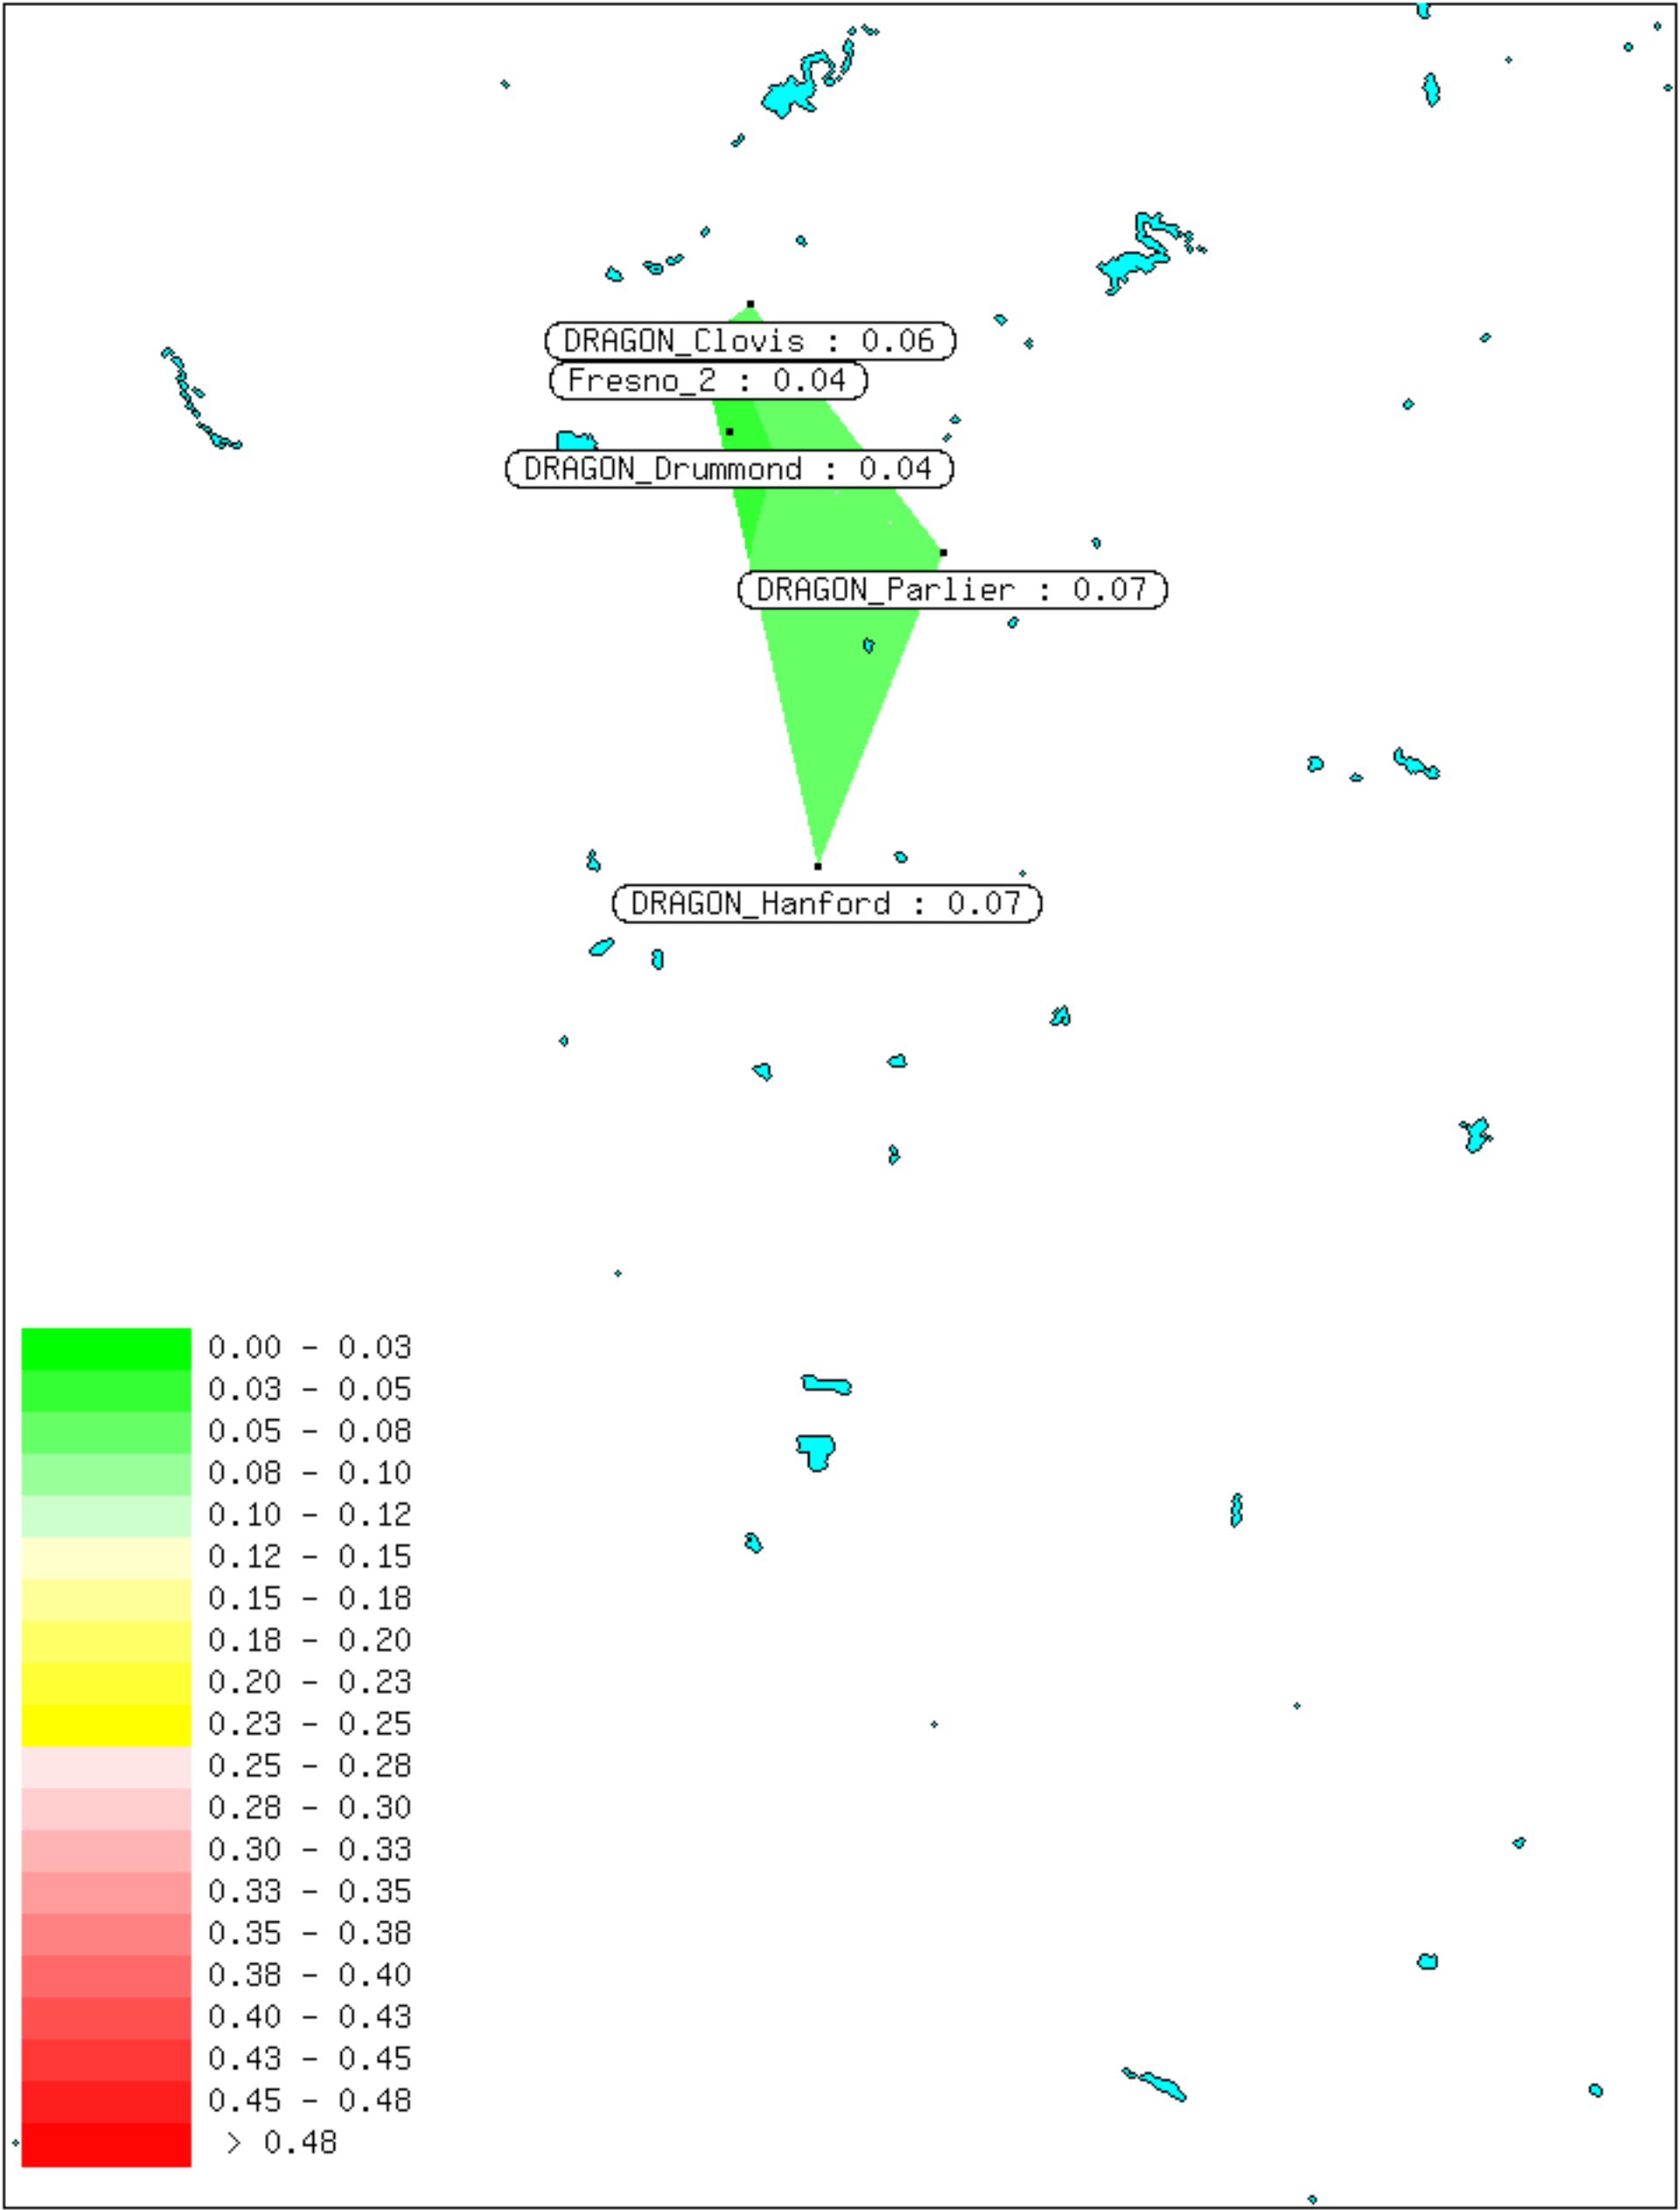 DRAGON_Clovis : 0.06
Fresno_2 : 0.04
DRAGON_Drummond : 0.04
DRAGON_Parlier : 0.07
DRAGON_Hanford : 0.07
0.00 - 0.03
0.03 - 0.05
0.05 - 0.08
0.08 - 0.10
0.10 - 0.12
0.12 - 0.15
0.15 - 0.18
0.18 - 0.20
0.20 - 0.23
0.23 - 0.25
0.25 - 0.28
0.28 - 0.30
0.30 - 0.33
0.33 - 0.35
0.35 - 0.38
0.38 - 0.40
0.40 - 0.43
0.43 - 0.45
0.45 - 0.48
> 0.48